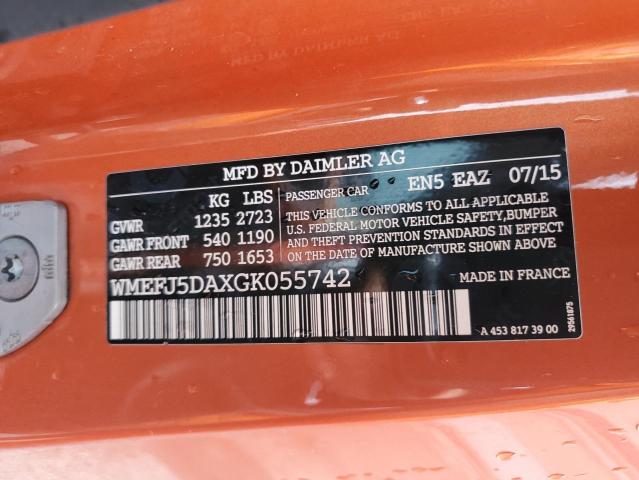 MFD BY DAIMLER AG
KG LBS
GVWR 1235 2723
GAWR FRONT 540 1190
GAWR REAR 750 1653
PASSENGER CAR EN5 EAZ 07/15
THIS VEHICLE CONFORMS TO ALL APPLICABLE
U.S. FEDERAL MOTOR VEHICLE SAFETY,BUMPER
AND THEFT PREVENTION STANDARDS IN EFFECT
ON DATE OF MANUFACTURE SHOWN ABOVE
WMEFJ5DAXGK055742
MADE IN FRANCE
A 453 817 39 00
29561875